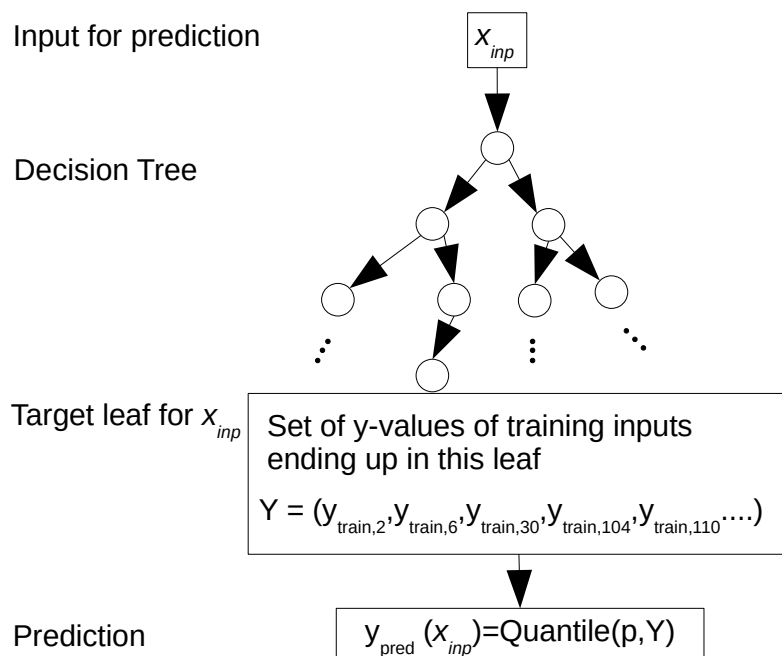 Input for prediction
x_inp
Decision Tree
Target leaf for x_inp
Set of y-values of training inputs
ending up in this leaf
Y = (y_train,2,y_train,6,y_train,30,y_train,104,y_train,110....)
Prediction
y_pred (x_inp)=Quantile(p,Y)